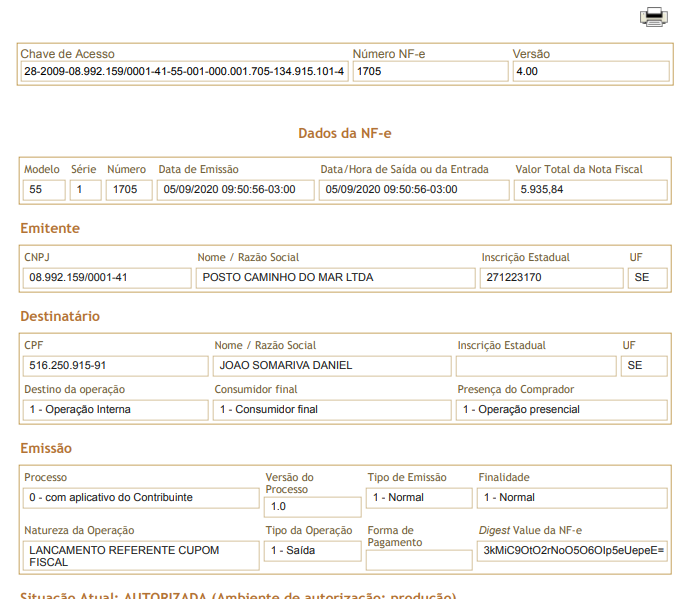 Chave de Acesso Número NF-e Versão
28-2009-08.992.159/0001-41-55-001-000.001.705-134.915.101-4 1705 4.00
Dados da NF-e
Modelo Série Número Data de Emissão Data/Hora de Saída ou da Entrada Valor Total da Nota Fiscal
55 1 1705 05/09/2020 09:50:56-03:00 05/09/2020 09:50:56-03:00 5.935,84
Emitente
CNPJ Nome / Razão Social Inscrição Estadual UF
08.992.159/0001-41 POSTO CAMINHO DO MAR LTDA 271223170 SE
Destinatário
CPF Nome / Razão Social Inscrição Estadual UF
516.250.915-91 JOAO SOMARIVA DANIEL SE
Destino da operação Consumidor final Presença do Comprador
1 - Operação Interna 1 - Consumidor final 1 - Operação presencial
Emissão
Processo Versão do Processo Tipo de Emissão Finalidade
0 - com aplicativo do Contribuinte 1.0 1 - Normal 1 - Normal
Natureza da Operação Tipo da Operação Forma de Pagamento Digest Value da NF-e
LANCAMENTO REFERENTE CUPOM FISCAL 1 - Saída 3kMiC9OtO2rNoO5O6OIp5eUepeE=
Situação Atual: AUTORIZADA (Ambiente de autorização: produção)